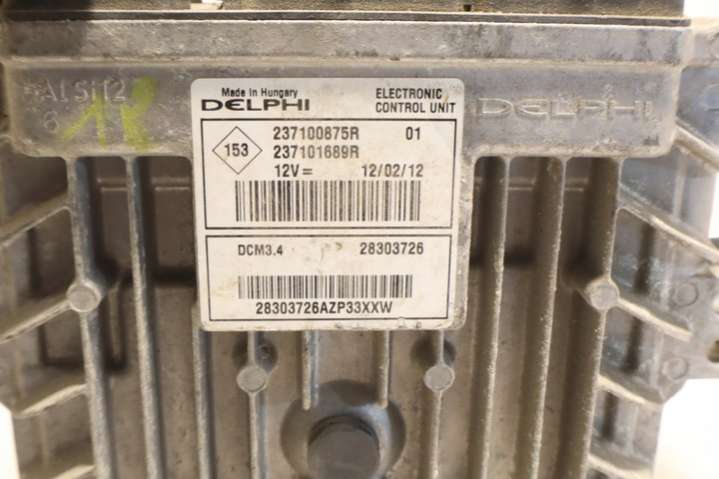 ALSI12
Made in Hungary
DELPHI
ELECTRONIC
CONTROL UNIT
DELPHI
153
237100875R 01
237101689R
12V= 12/02/12
DCM3.4 28303726
28303726AZP33XXW